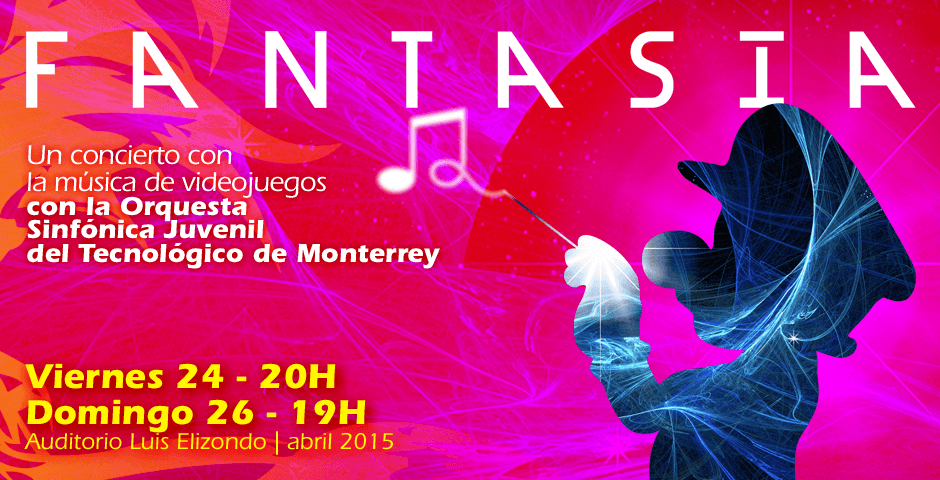 FANTASÍA
Un concierto con
la música de videojuegos
con la Orquesta
Sinfónica Juvenil
del Tecnológico de Monterrey
Viernes 24 - 20H
Domingo 26 - 19H
Auditorio Luis Elizondo | abril 2015